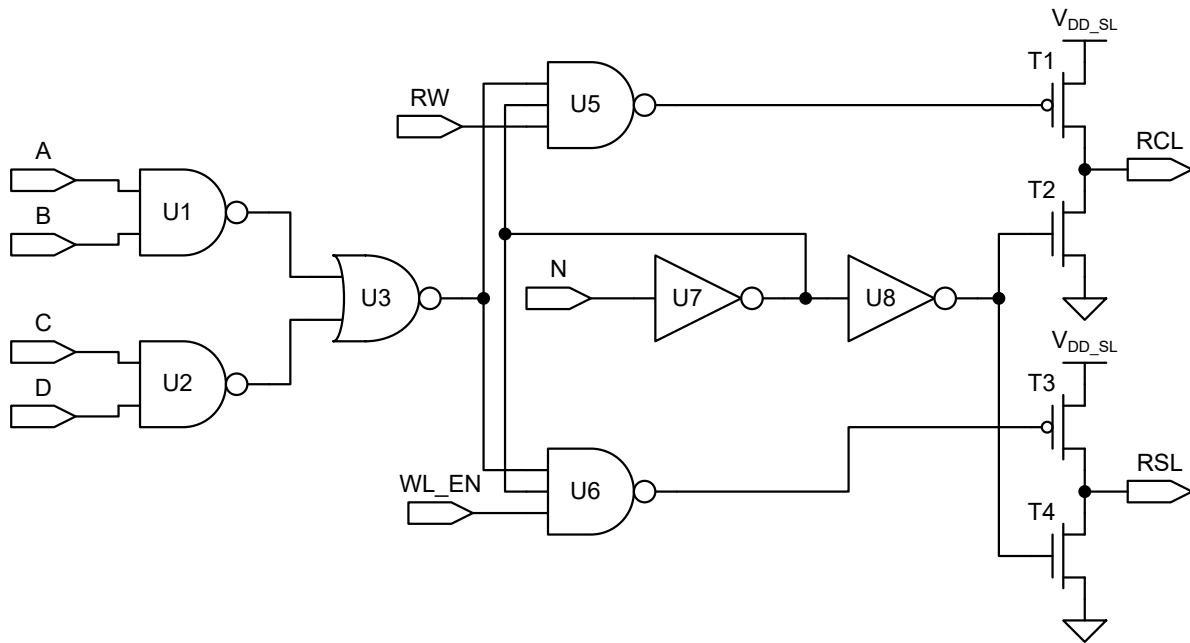 V_DD_SL
T1
RW
U5
RCL
A
U1
B
T2
N
U7
U8
U3
C
U2
D
V_DD_SL
T3
WL_EN
U6
RSL
T4